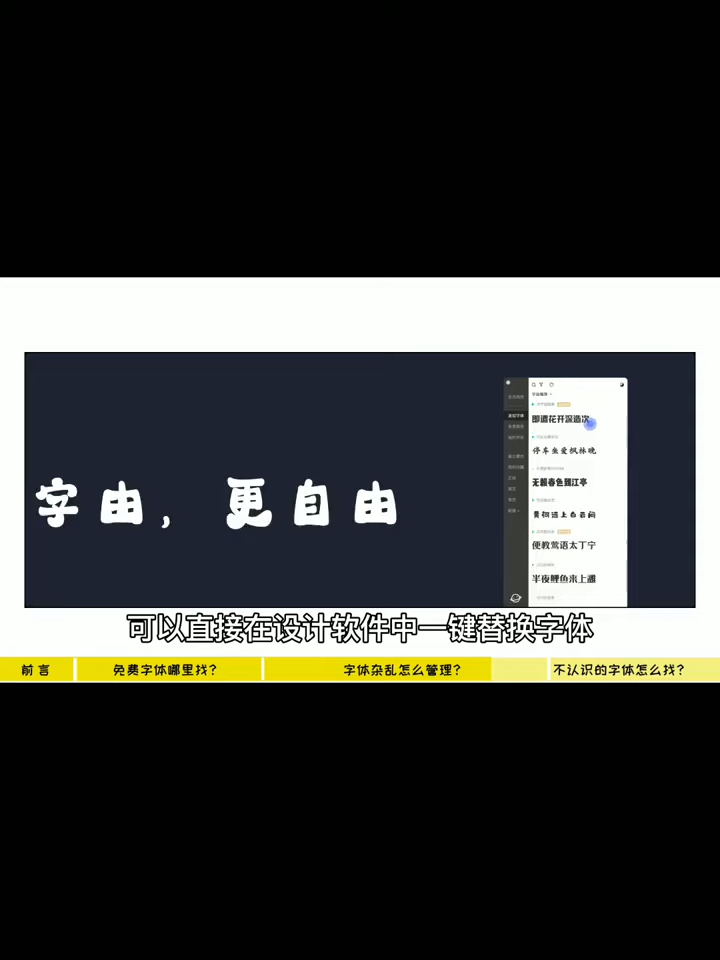 字由，更自由
即遣花开深造次
停车坐爱枫林晚
无赖春色到江亭
黄河远上白云间
便教莺语太丁宁
半夜鲤鱼来上滩
可以直接在设计软件中一键替换字体
前言
免费字体哪里找？
字体杂乱怎么管理？
不认识的字体怎么找？